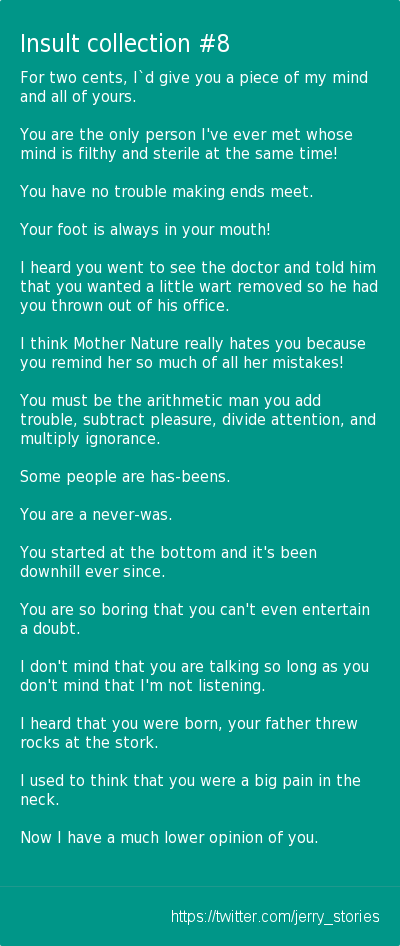 Insult collection #8
For two cents, I`d give you a piece of my mind
and all of yours.
You are the only person I've ever met whose
mind is filthy and sterile at the same time!
You have no trouble making ends meet.
Your foot is always in your mouth!
I heard you went to see the doctor and told him
that you wanted a little wart removed so he had
you thrown out of his office.
I think Mother Nature really hates you because
you remind her so much of all her mistakes!
You must be the arithmetic man you add
trouble, subtract pleasure, divide attention, and
multiply ignorance.
Some people are has-beens.
You are a never-was.
You started at the bottom and it's been
downhill ever since.
You are so boring that you can't even entertain
a doubt.
I don't mind that you are talking so long as you
don't mind that I'm not listening.
I heard that you were born, your father threw
rocks at the stork.
I used to think that you were a big pain in the
neck.
Now I have a much lower opinion of you.
https://twitter.com/jerry_stories